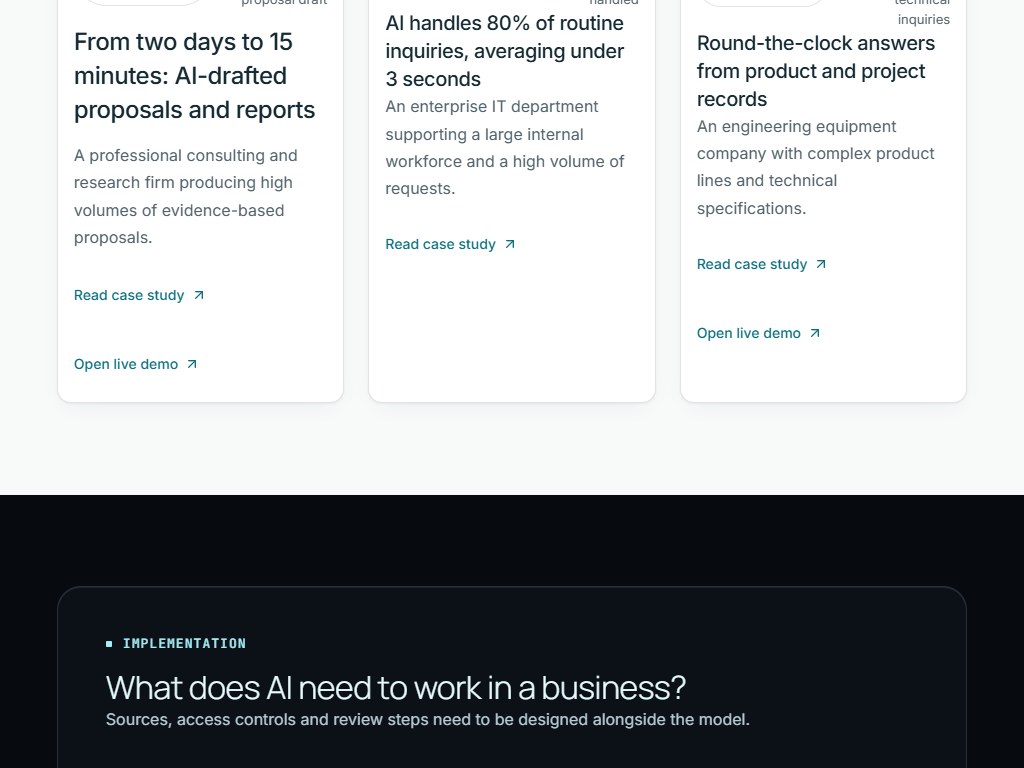 proposal draft
From two days to 15
minutes: AI-drafted
proposals and reports
A professional consulting and
research firm producing high
volumes of evidence-based
proposals.
Read case study
Open live demo
handled
AI handles 80% of routine
inquiries, averaging under
3 seconds
An enterprise IT department
supporting a large internal
workforce and a high volume of
requests.
Read case study
technical
inquiries
Round-the-clock answers
from product and project
records
An engineering equipment
company with complex product
lines and technical
specifications.
Read case study
Open live demo
IMPLEMENTATION
What does AI need to work in a business?
Sources, access controls and review steps need to be designed alongside the model.